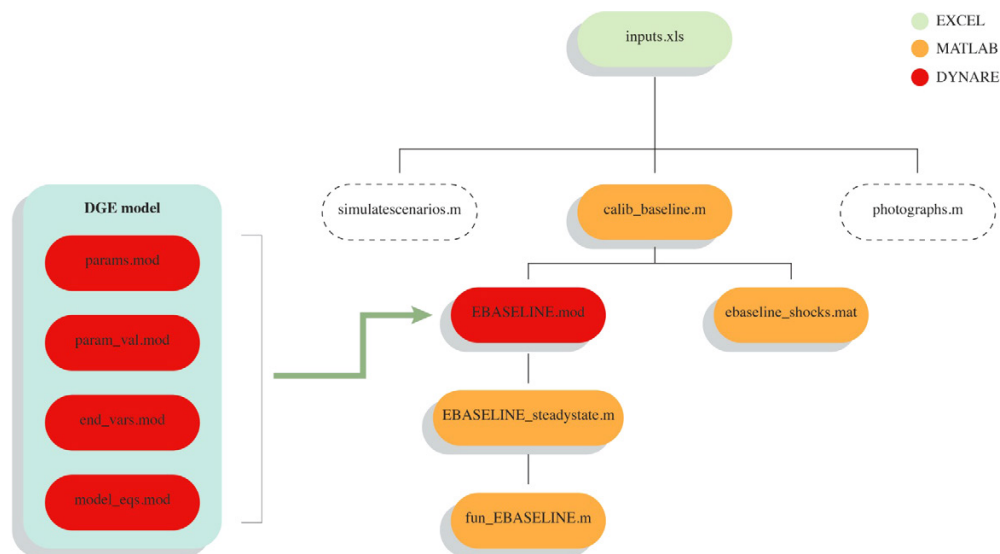 inputs.xls
EXCEL
MATLAB
DYNARE
simulatescenarios.m
calib_baseline.m
photographs.m
DGE model
params.mod
param_val.mod
end_vars.mod
model_eqs.mod
EBASELINE.mod
ebaseline_shocks.mat
EBASELINE_steadystate.m
fun_EBASELINE.m